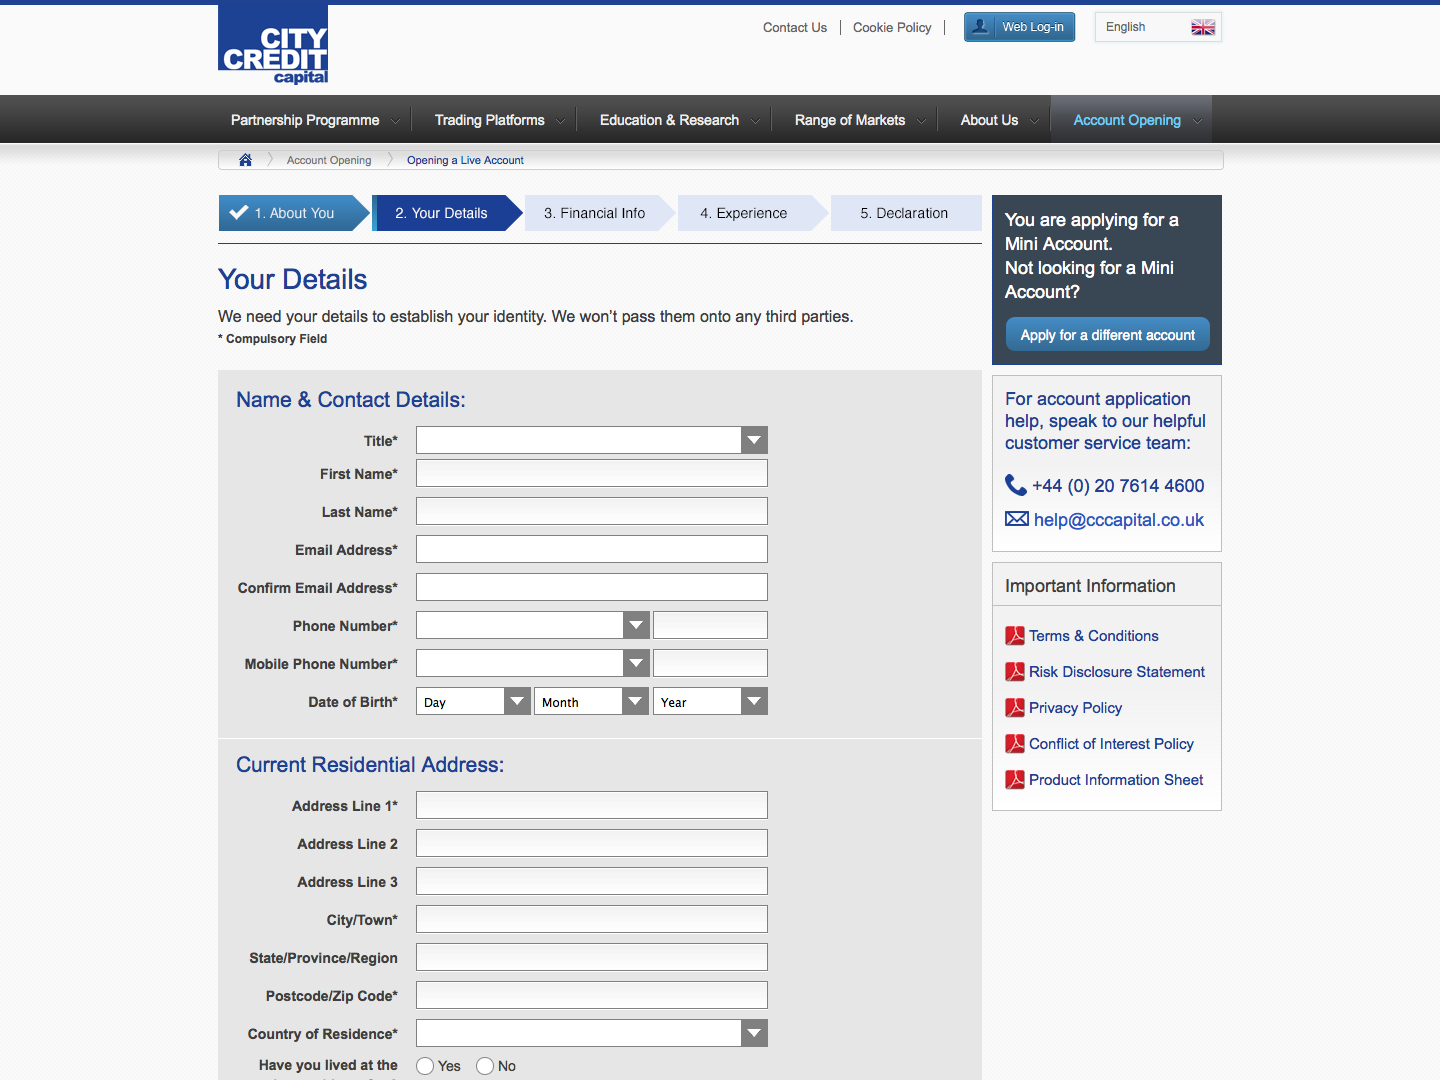 CITY
CREDIT
capital
Contact Us
Cookie Policy
Web Log-in
English
Partnership Programme
Trading Platforms
Education & Research
Range of Markets
About Us
Account Opening
Account Opening
Opening a Live Account
1. About You
2. Your Details
3. Financial Info
4. Experience
5. Declaration
Your Details
We need your details to establish your identity. We won't pass them onto any third parties.
* Compulsory Field
Name & Contact Details:
Title*
First Name*
Last Name*
Email Address*
Confirm Email Address*
Phone Number*
Mobile Phone Number*
Date of Birth* Day Month Year
Current Residential Address:
Address Line 1*
Address Line 2
Address Line 3
City/Town*
State/Province/Region
Postcode/Zip Code*
Country of Residence*
Have you lived at the Yes No
You are applying for a
Mini Account.
Not looking for a Mini
Account?
Apply for a different account
For account application
help, speak to our helpful
customer service team:
+44 (0) 20 7614 4600
help@cccapital.co.uk
Important Information
Terms & Conditions
Risk Disclosure Statement
Privacy Policy
Conflict of Interest Policy
Product Information Sheet